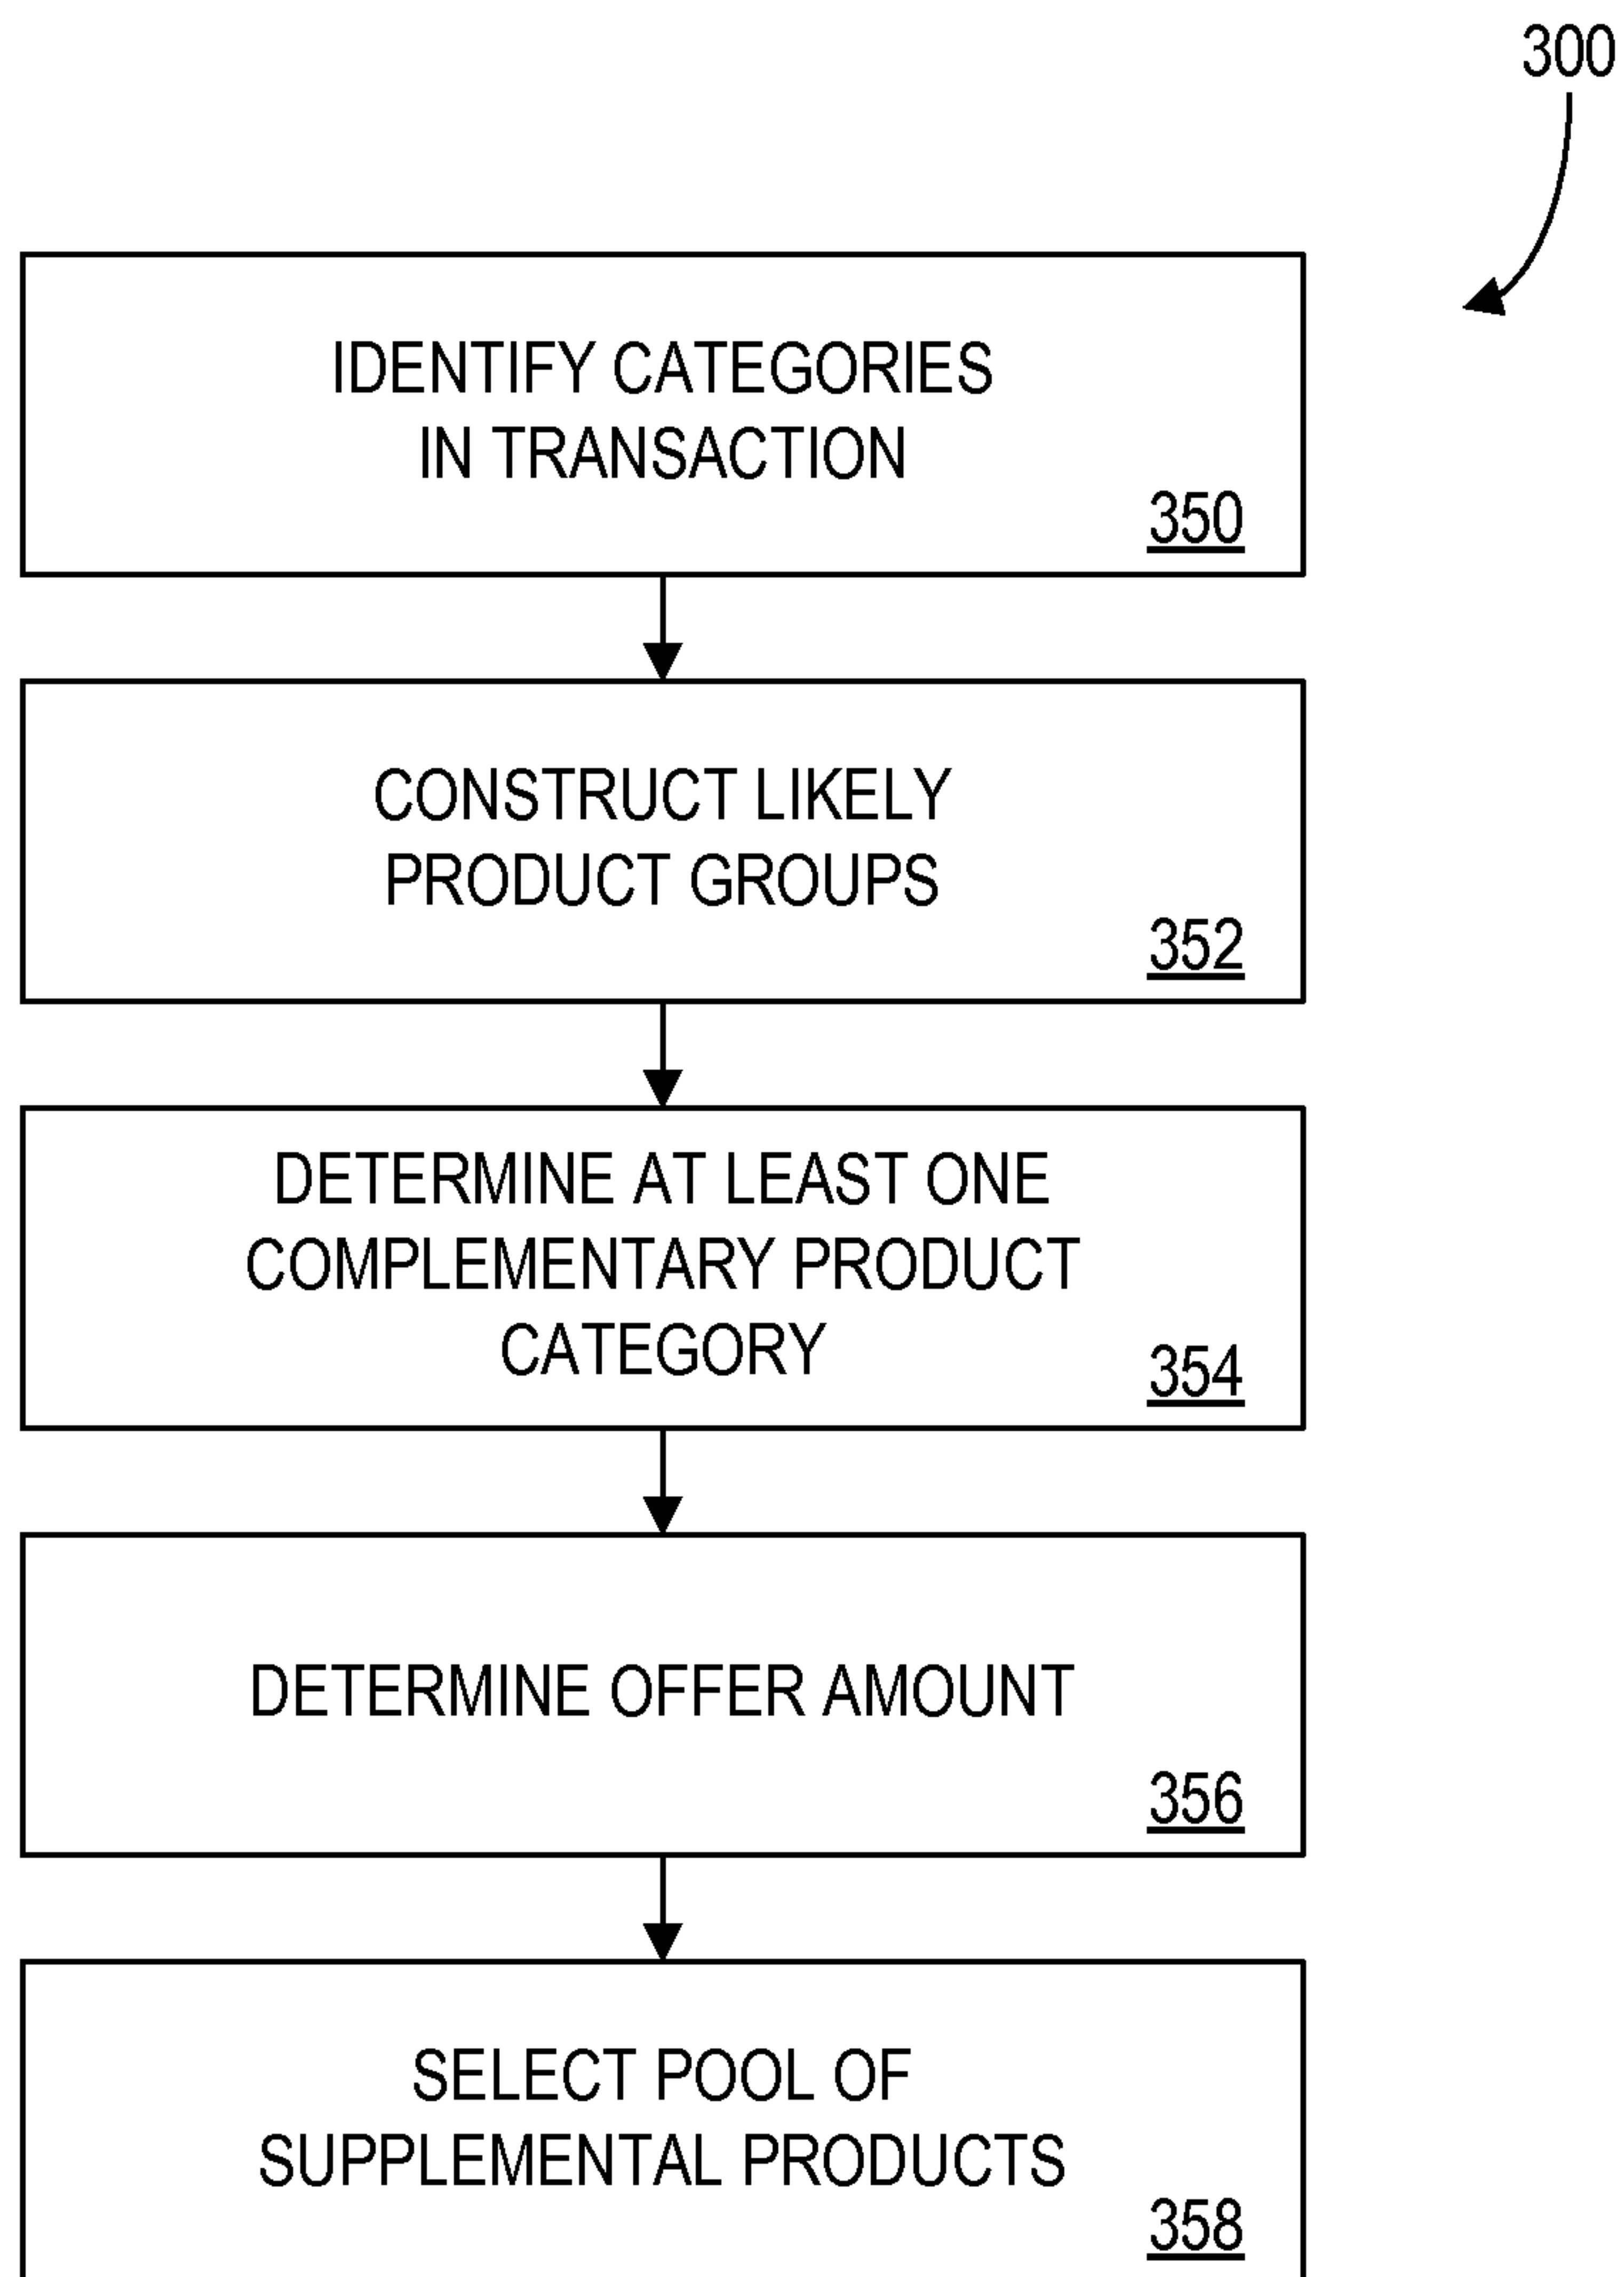 300
IDENTIFY CATEGORIES
IN TRANSACTION
350
CONSTRUCT LIKELY
PRODUCT GROUPS
352
DETERMINE AT LEAST ONE
COMPLEMENTARY PRODUCT
CATEGORY
354
DETERMINE OFFER AMOUNT
356
SELECT POOL OF
SUPPLEMENTAL PRODUCTS
358